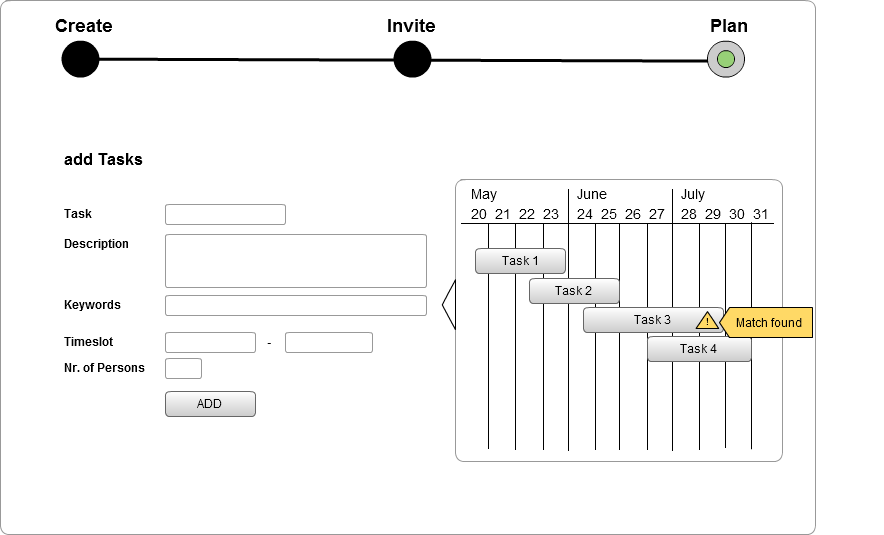 Create Invite Plan
add Tasks
Task
Description
Keywords
Timeslot -
Nr. of Persons
ADD
May June July
20 21 22 23 24 25 26 27 28 29 30 31
Task 1
Task 2
Task 3 ! Match found
Task 4